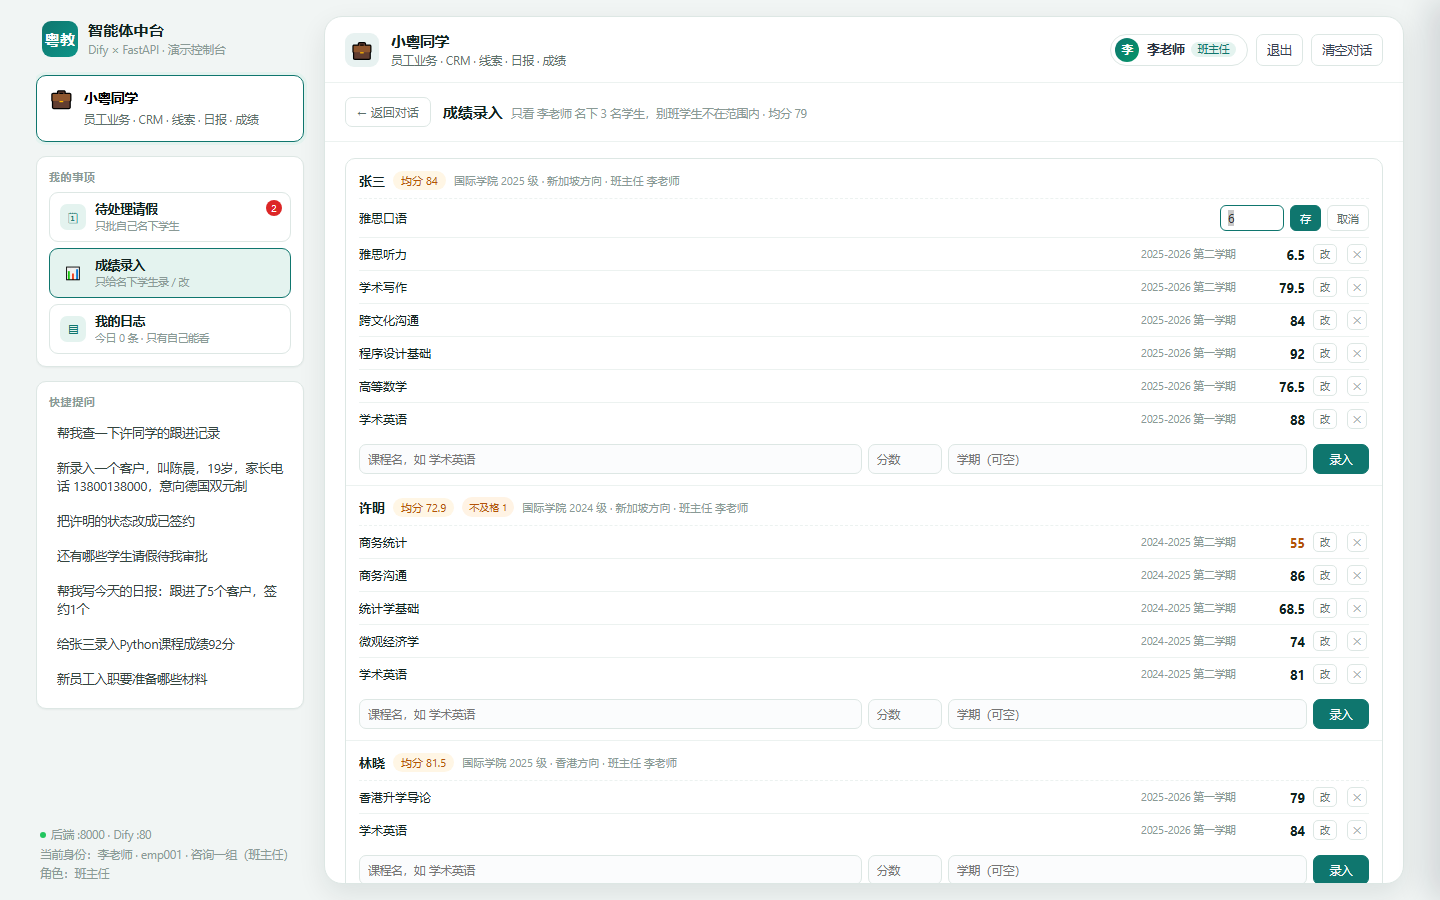 粤教
智能体中台
Dify × FastAPI · 演示控制台
小粤同学
员工业务 · CRM · 线索 · 日报 · 成绩
我的事项
待处理请假
只批自己名下学生
2
成绩录入
只给名下学生录 / 改
我的日志
今日 0 条 · 只有自己能看
快捷提问
帮我查一下许同学的跟进记录
新录入一个客户，叫陈晨，19岁，家长电
话 13800138000，意向德国双元制
把许明的状态改成已签约
还有哪些学生请假待我审批
帮我写今天的日报：跟进了5个客户，签
约1个
给张三录入Python课程成绩92分
新员工入职要准备哪些材料
后端 :8000 · Dify :80
当前身份：李老师 · emp001 · 咨询一组（班主任）
角色：班主任
小粤同学
员工业务 · CRM · 线索 · 日报 · 成绩
李 李老师 班主任 退出 清空对话
← 返回对话 成绩录入 只看 李老师 名下 3 名学生，别班学生不在范围内 · 均分 79
张三 均分 84 国际学院 2025 级 · 新加坡方向 · 班主任 李老师
雅思口语 6 存 取消
雅思听力 2025-2026 第二学期 6.5 改 ×
学术写作 2025-2026 第二学期 79.5 改 ×
跨文化沟通 2025-2026 第一学期 84 改 ×
程序设计基础 2025-2026 第一学期 92 改 ×
高等数学 2025-2026 第一学期 76.5 改 ×
学术英语 2025-2026 第一学期 88 改 ×
课程名，如 学术英语 分数 学期（可空） 录入
许明 均分 72.9 不及格 1 国际学院 2024 级 · 新加坡方向 · 班主任 李老师
商务统计 2024-2025 第二学期 55 改 ×
商务沟通 2024-2025 第二学期 86 改 ×
统计学基础 2024-2025 第二学期 68.5 改 ×
微观经济学 2024-2025 第二学期 74 改 ×
学术英语 2024-2025 第二学期 81 改 ×
课程名，如 学术英语 分数 学期（可空） 录入
林晓 均分 81.5 国际学院 2025 级 · 香港方向 · 班主任 李老师
香港升学导论 2025-2026 第一学期 79 改 ×
学术英语 2025-2026 第一学期 84 改 ×
课程名，如 学术英语 分数 学期（可空） 录入